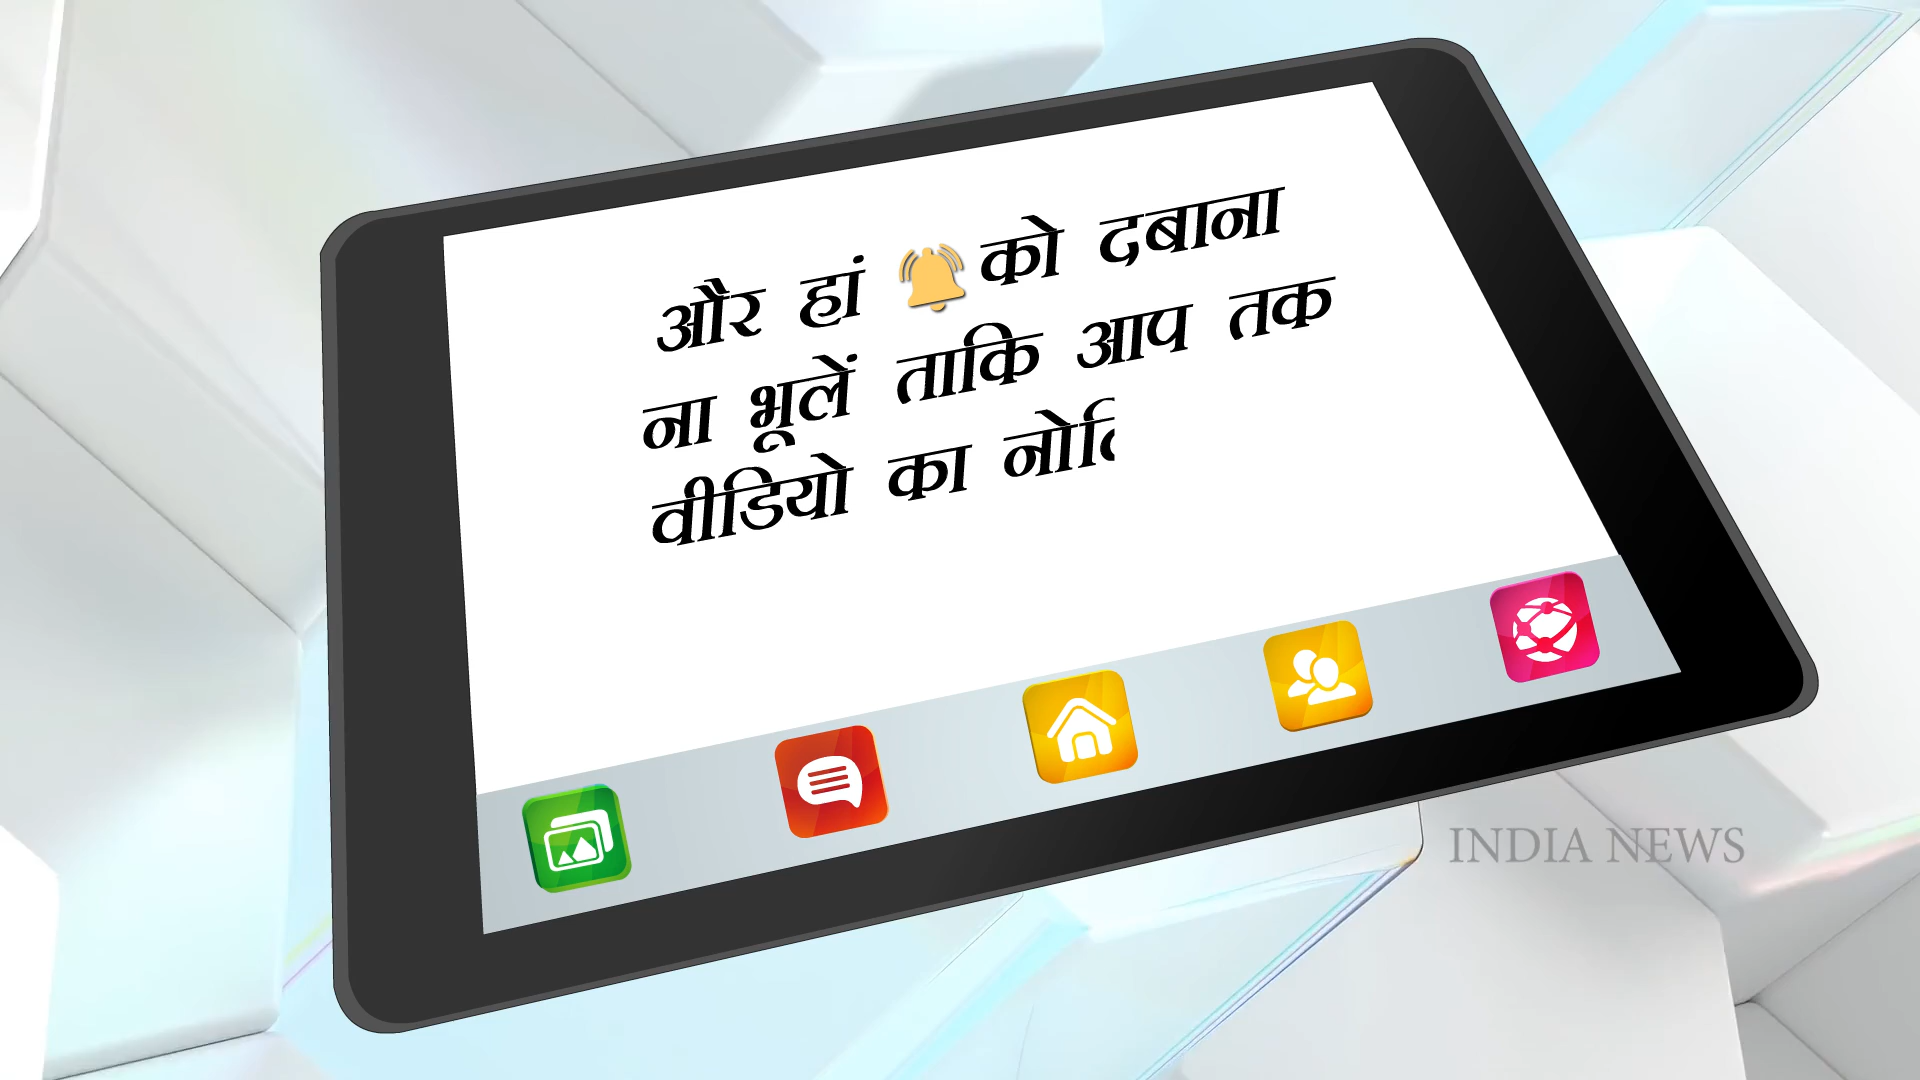 और हां 🔔 को दबाना
ना भूलें ताकि आप तक
वीडियो का
INDIA NEWS